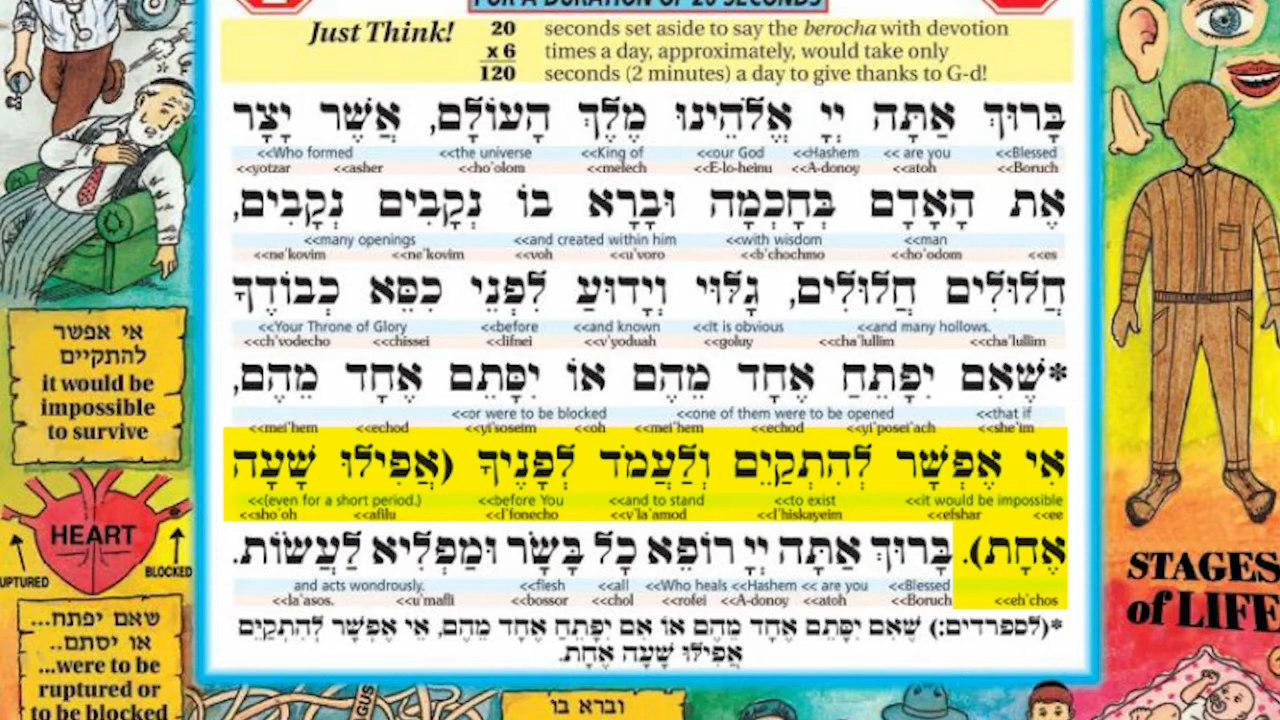 FOR A DURATION OF 20 SECONDS
Just Think!
20 seconds set aside to say the berocha with devotion
x 6 times a day, approximately, would take only
120 seconds (2 minutes) a day to give thanks to G-d!
בָּרוּךְ אַתָּה יְיָ אֱלֹהֵינוּ מֶלֶךְ הָעוֹלָם, אֲשֶׁר יָצַר
<<Who formed <<the universe <<King of <<our God <<Hashem << are you <<Blessed
<<yotzar <<asher <<ho'olom <<melech <<E-lo-heinu <<A-donoy <<atoh <<Boruch
אֶת הָאָדָם בְּחָכְמָה וּבָרָא בוֹ נְקָבִים נְקָבִים,
<<many openings <<and created within him <<with wisdom <<man
<<ne'kovim <<ne'kovim <<voh <<u'voro <<b'chochmo <<ho'odom <<es
חֲלוּלִים חֲלוּלִים, גָּלוּי וְיָדוּעַ לִפְנֵי כִסֵּא כְבוֹדֶךָ
<<Your Throne of Glory <<before <<and known <<It is obvious <<and many hollows.
<<ch'vodecho <<chissei <<lifnei <<v'yoduah <<goluy <<cha'lullim <<cha'lullim
*שֶׁאִם יִפָּתֵחַ אֶחָד מֵהֶם אוֹ יִסָּתֵם אֶחָד מֵהֶם,
<<or were to be blocked <<one of them were to be opened <<that if
<<mei'hem <<echod <<yi'soseim <<oh <<mei'hem <<echod <<yi'posei'ach <<she'im
אִי אֶפְשָׁר לְהִתְקַיֵּם וְלַעֲמֹד לְפָנֶיךָ (אֲפִילוּ שָׁעָה
<<(even for a short period.) <<before You <<and to stand <<to exist <<it would be impossible
<<sho'oh <<afilu <<l'fonecho <<v'la'amod <<l'hiskayeim <<efshar <<ee
אֶחָת). בָּרוּךְ אַתָּה יְיָ רוֹפֵא כָל בָּשָׂר וּמַפְלִיא לַעֲשׂוֹת.
and acts wondrously. <<flesh <<all <<Who heals <<Hashem << are you <<Blessed
<<la'asos. <<u'mafli <<bossor <<chol <<rofei <<A-donoy <<atoh <<Boruch <<eh'chos
*(לספרדים:) שֶׁאִם יִסָּתֵם אֶחָד מֵהֶם אוֹ אִם יִפָּתֵחַ אֶחָד מֵהֶם, אֵי אֶפְשָׁר לְהִתְקַיֵּם
אֲפִילוּ שָׁעָה אֶחָת.
אי אפשר
להתקיים
it would be
impossible
to survive
HEART
RUPTURED
BLOCKED
שאם יפתח...
או יסתם..
...were to be
ruptured or
to be blocked
וברא בו
STAGES
of LIFE